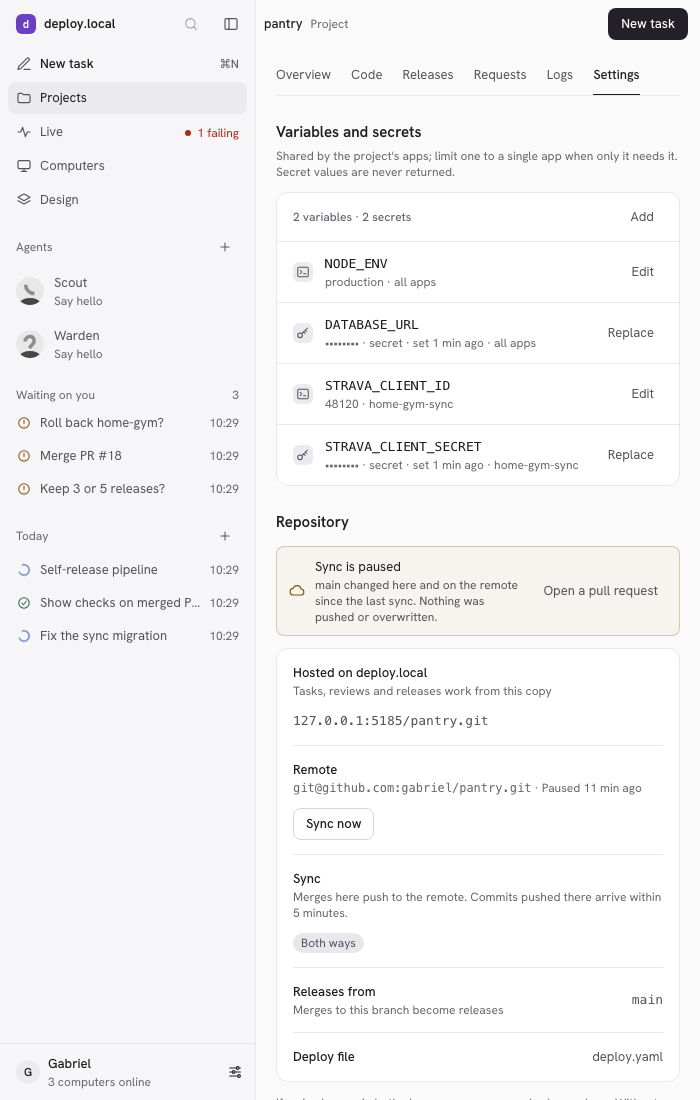 d deploy.local
New task ⌘N
Projects
Live 1 failing
Computers
Design
Agents
Scout
Say hello
Warden
Say hello
Waiting on you 3
Roll back home-gym? 10:29
Merge PR #18 10:29
Keep 3 or 5 releases? 10:29
Today
Self-release pipeline 10:29
Show checks on merged P... 10:29
Fix the sync migration 10:29
G Gabriel
3 computers online
pantry Project
New task
Overview Code Releases Requests Logs Settings
Variables and secrets
Shared by the project's apps; limit one to a single app when only it needs it.
Secret values are never returned.
2 variables · 2 secrets Add
NODE_ENV
production · all apps
Edit
DATABASE_URL
•••••••• · secret · set 1 min ago · all apps
Replace
STRAVA_CLIENT_ID
48120 · home-gym-sync
Edit
STRAVA_CLIENT_SECRET
•••••••• · secret · set 1 min ago · home-gym-sync
Replace
Repository
Sync is paused
main changed here and on the remote
since the last sync. Nothing was
pushed or overwritten.
Open a pull request
Hosted on deploy.local
Tasks, reviews and releases work from this copy
127.0.0.1:5185/pantry.git
Remote
git@github.com:gabriel/pantry.git · Paused 11 min ago
Sync now
Sync
Merges here push to the remote. Commits pushed there arrive within
5 minutes.
Both ways
Releases from
Merges to this branch become releases
main
Deploy file deploy.yaml